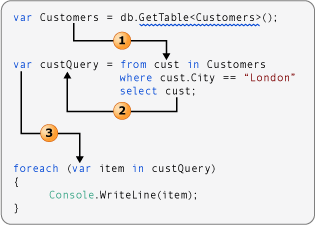 var Customers = db.GetTable<Customers>();
1
var custQuery = from cust in Customers
where cust.City == “London”
select cust;
2
3
foreach (var item in custQuery)
{
Console.WriteLine(item);
}